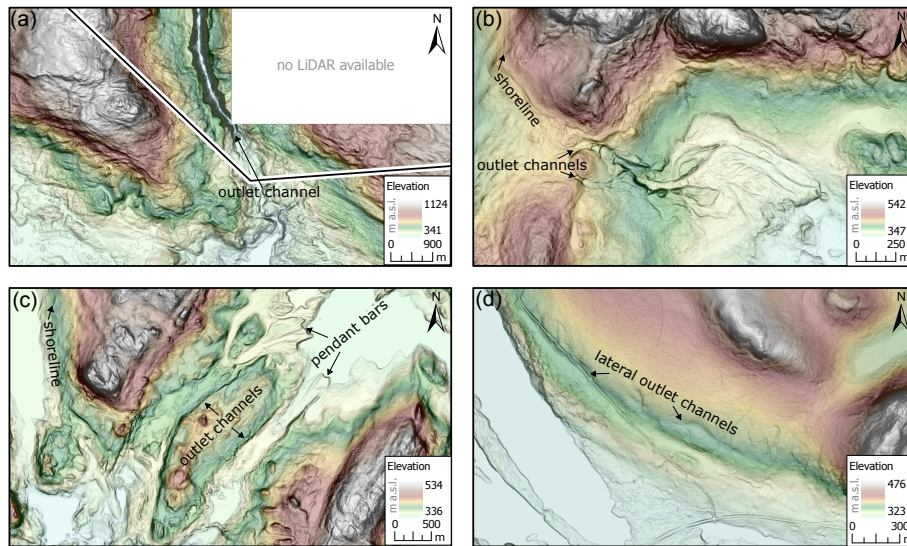 (a)
N
no LiDAR available
outlet channel
Elevation
m a.s.l.
1124
341
0
900
m
(b)
N
shoreline
outlet channels
Elevation
m a.s.l.
542
347
0
250
m
(c)
N
shoreline
pendant bars
outlet channels
Elevation
m a.s.l.
534
336
0
500
m
(d)
N
lateral outlet channels
Elevation
m a.s.l.
476
323
0
300
m